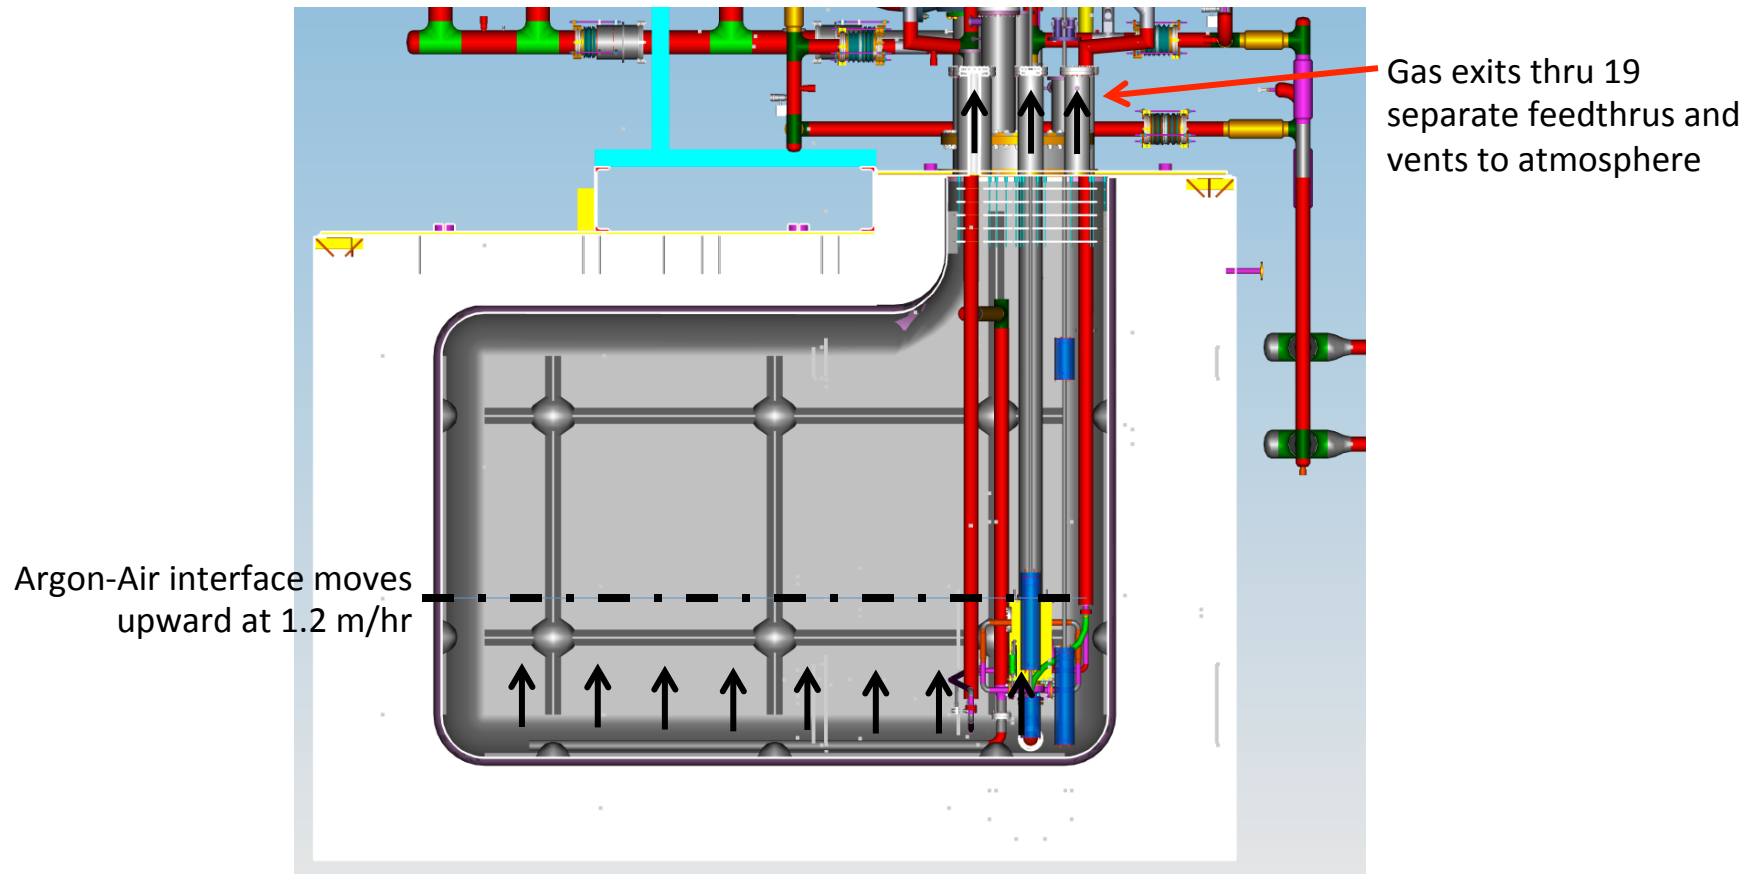 Gas exits thru 19
separate feedthrus and
vents to atmosphere
Argon-Air interface moves
upward at 1.2 m/hr